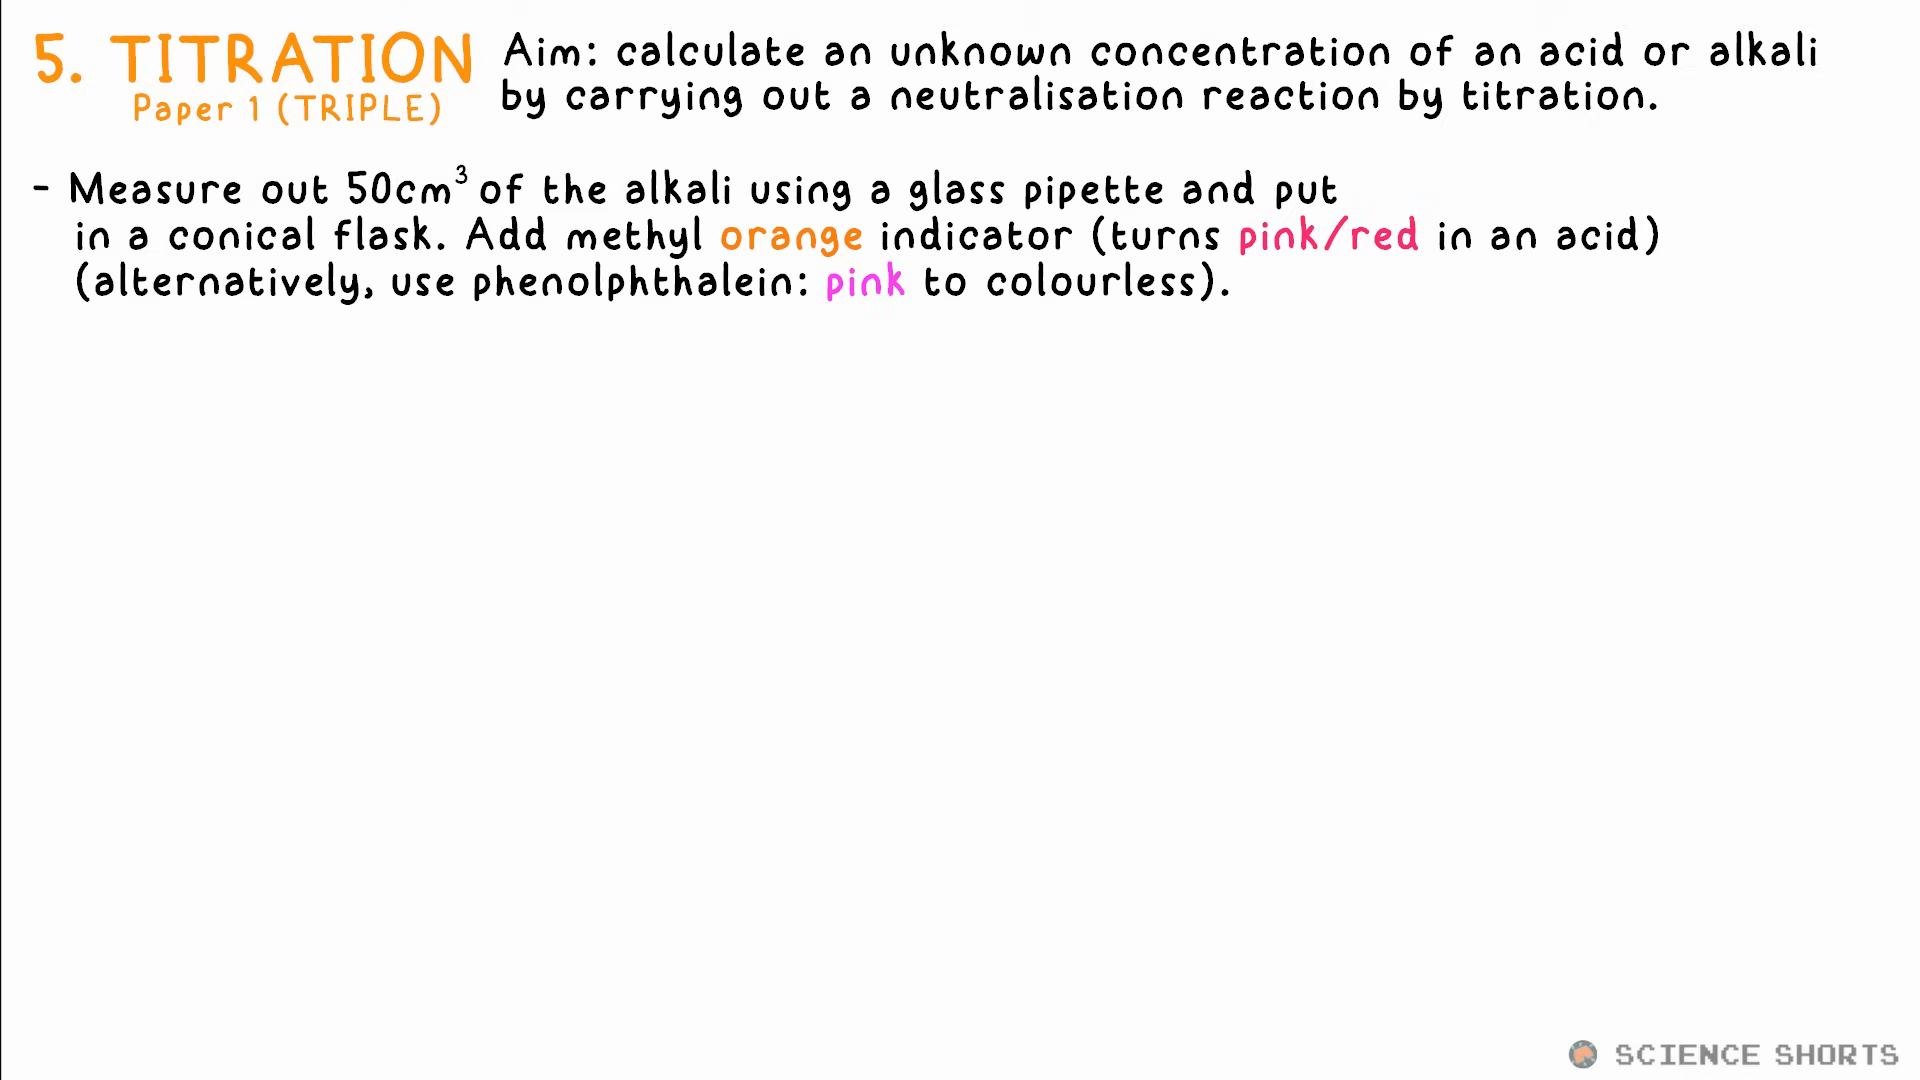 5. TITRATION
Paper 1 (TRIPLE)
Aim: calculate an unknown concentration of an acid or alkali
by carrying out a neutralisation reaction by titration.
- Measure out 50cm³ of the alkali using a glass pipette and put
in a conical flask. Add methyl orange indicator (turns pink/red in an acid)
(alternatively, use phenolphthalein: pink to colourless).
SCIENCE SHORTS